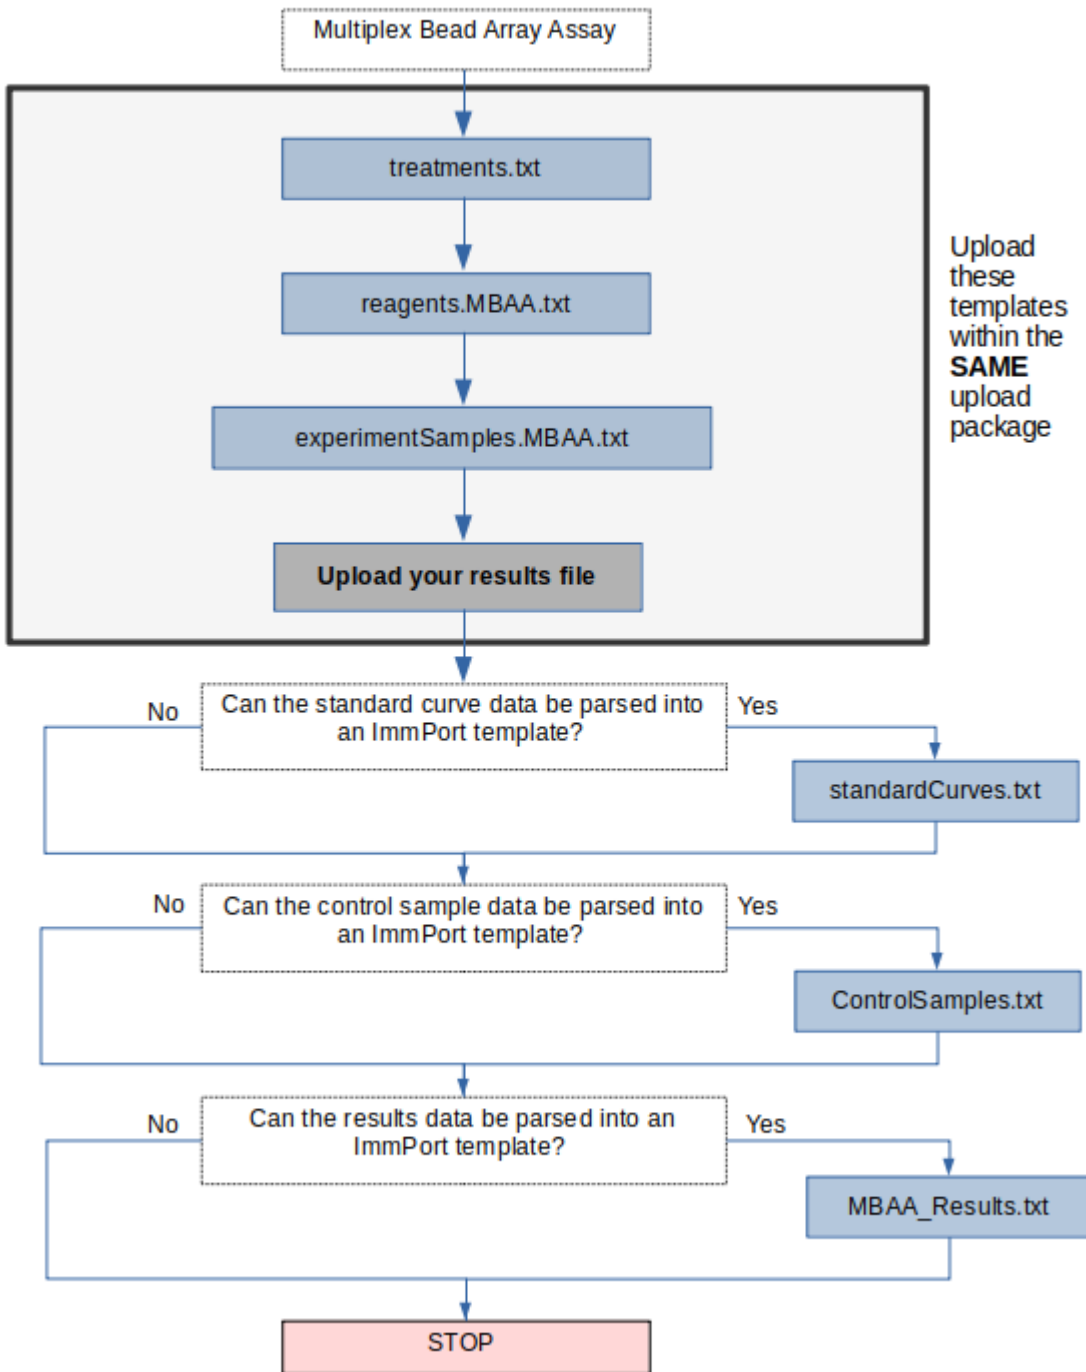 Multiplex Bead Array Assay
treatments.txt
reagents.MBAA.txt
experimentSamples.MBAA.txt
Upload your results file
Upload
these
templates
within the
SAME
upload
package
No
Can the standard curve data be parsed into
an ImmPort template?
Yes
standardCurves.txt
No
Can the control sample data be parsed into
an ImmPort template?
Yes
ControlSamples.txt
No
Can the results data be parsed into an
ImmPort template?
Yes
MBAA_Results.txt
STOP